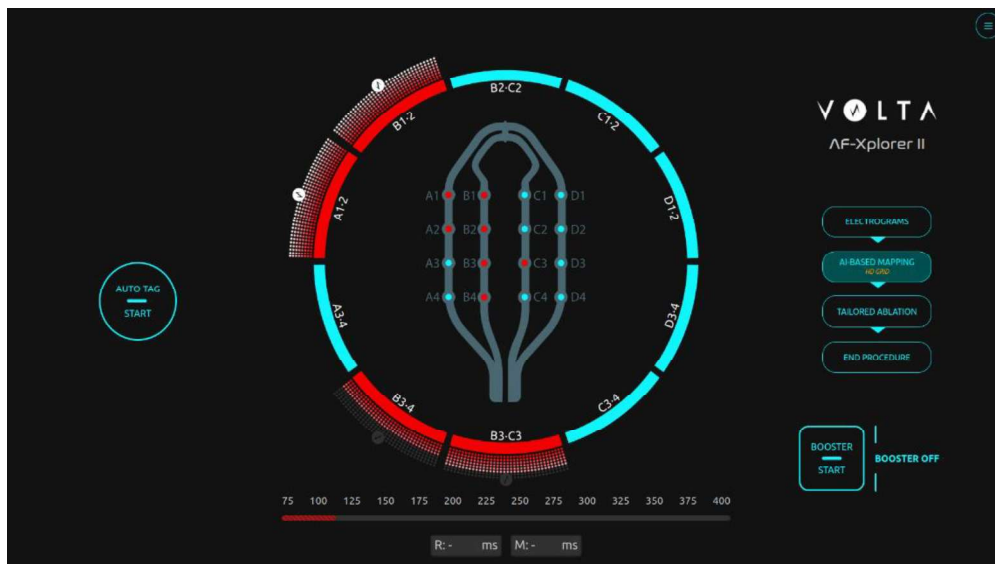 VOLTA
AF-Xplorer II
B2-C2
B1-2
C1-2
A1-2
D1-2
A1 B1 C1 D1
A2 B2 C2 D2
A3 B3 C3 D3
A4 B4 C4 D4
A3-4
D3-4
B3-4
C3-4
B3-C3
AUTO TAG
START
ELECTROGRAMS
AI-BASED MAPPING
HD GRID
TAILORED ABLATION
END PROCEDURE
BOOSTER
START
BOOSTER OFF
75 100 125 150 175 200 225 250 275 300 325 350 375 400
R: - ms M: - ms